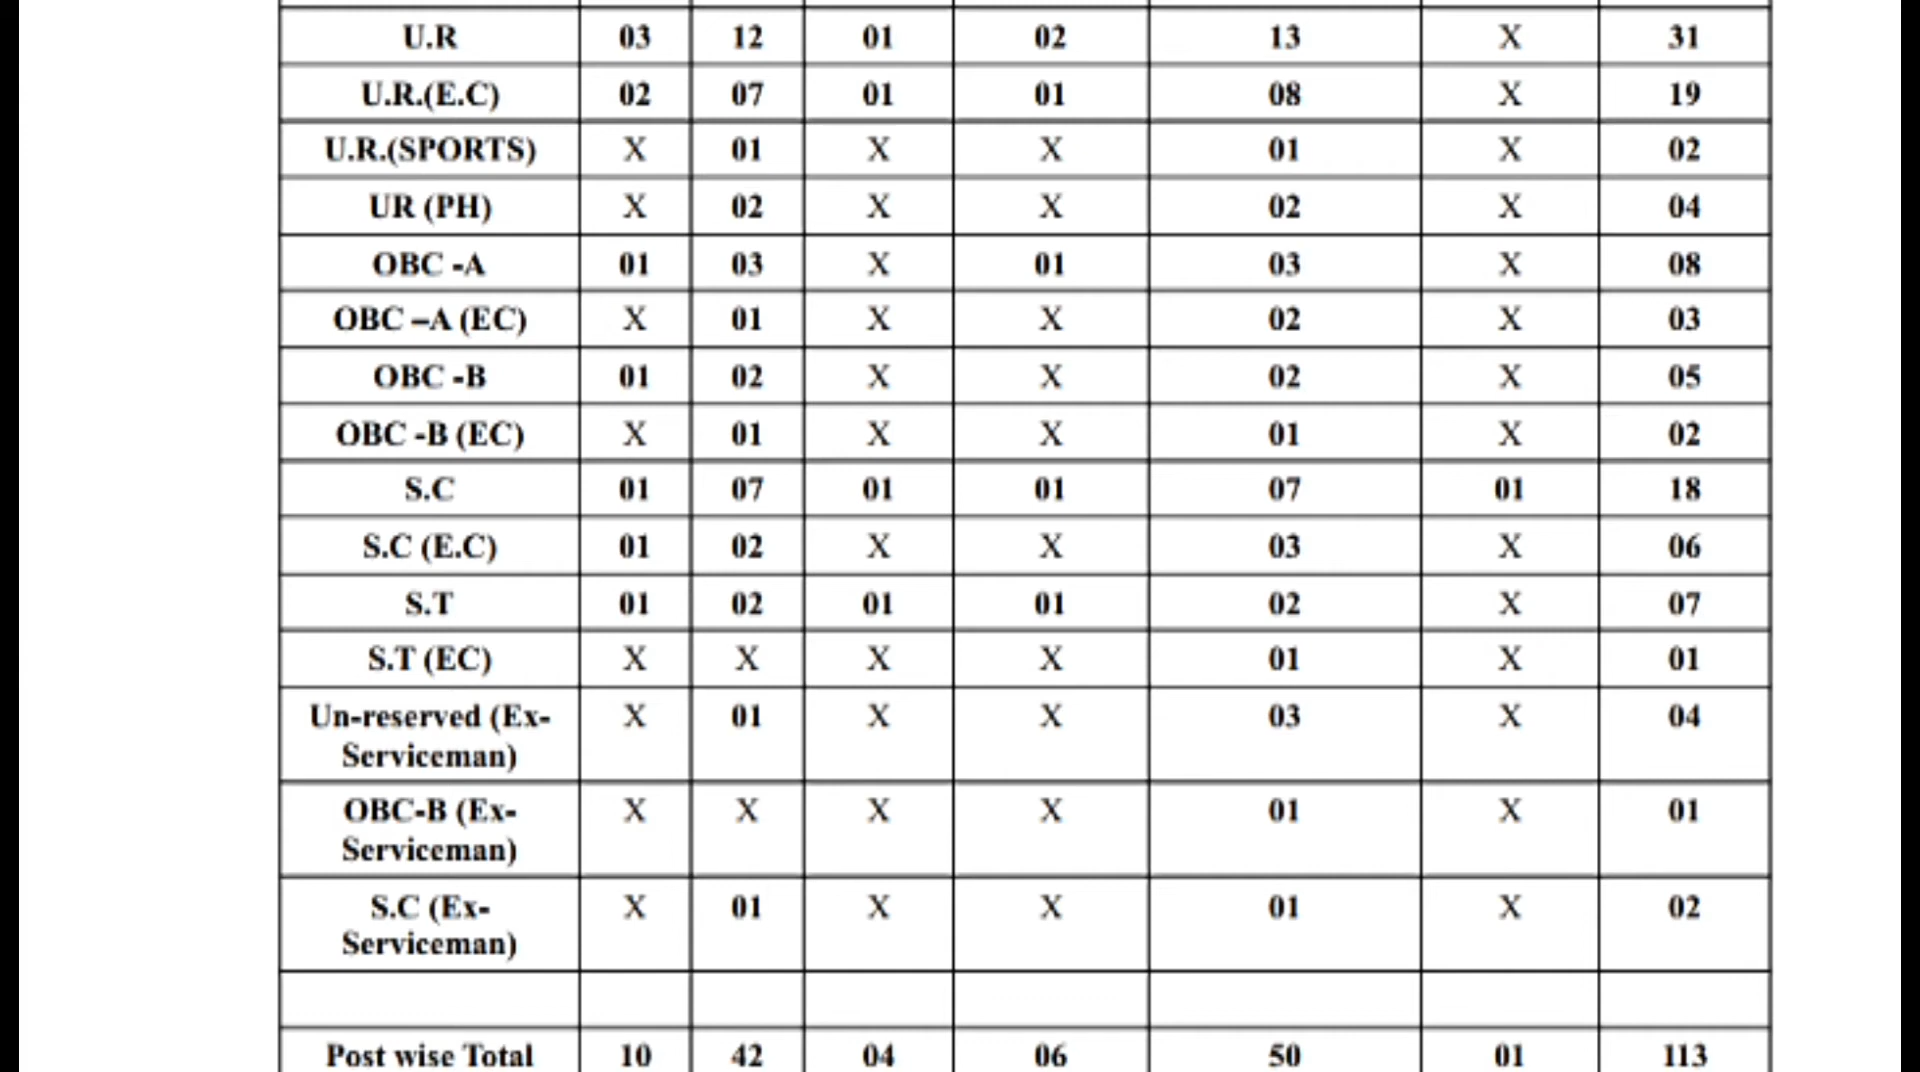 U.R 03 12 01 02 13 X 31
U.R.(E.C) 02 07 01 01 08 X 19
U.R.(SPORTS) X 01 X X 01 X 02
UR (PH) X 02 X X 02 X 04
OBC -A 01 03 X 01 03 X 08
OBC –A (EC) X 01 X X 02 X 03
OBC -B 01 02 X X 02 X 05
OBC -B (EC) X 01 X X 01 X 02
S.C 01 07 01 01 07 01 18
S.C (E.C) 01 02 X X 03 X 06
S.T 01 02 01 01 02 X 07
S.T (EC) X X X X 01 X 01
Un-reserved (Ex- X 01 X X 03 X 04
Serviceman)
OBC-B (Ex- X X X X 01 X 01
Serviceman)
S.C (Ex- X 01 X X 01 X 02
Serviceman)
Post wise Total 10 42 04 06 50 01 113